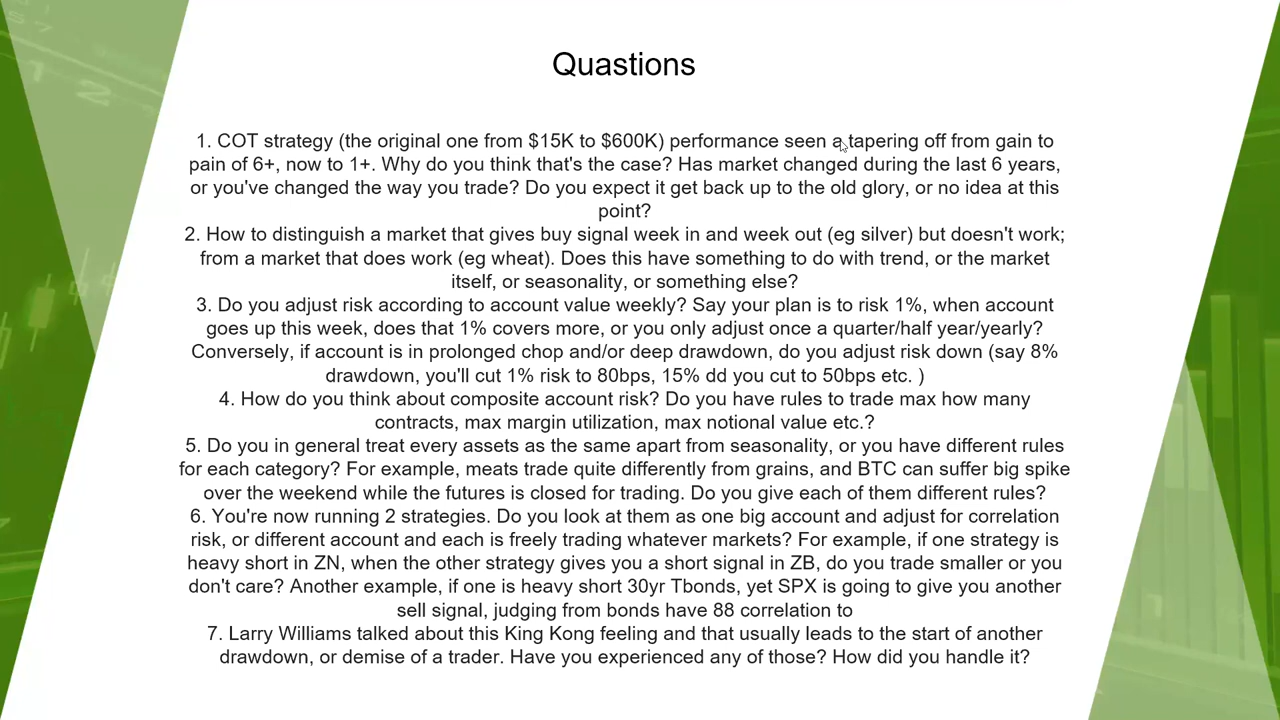 Quastions
1. COT strategy (the original one from $15K to $600K) performance seen a tapering off from gain to
pain of 6+, now to 1+. Why do you think that's the case? Has market changed during the last 6 years,
or you've changed the way you trade? Do you expect it get back up to the old glory, or no idea at this
point?
2. How to distinguish a market that gives buy signal week in and week out (eg silver) but doesn't work;
from a market that does work (eg wheat). Does this have something to do with trend, or the market
itself, or seasonality, or something else?
3. Do you adjust risk according to account value weekly? Say your plan is to risk 1%, when account
goes up this week, does that 1% covers more, or you only adjust once a quarter/half year/yearly?
Conversely, if account is in prolonged chop and/or deep drawdown, do you adjust risk down (say 8%
drawdown, you'll cut 1% risk to 80bps, 15% dd you cut to 50bps etc. )
4. How do you think about composite account risk? Do you have rules to trade max how many
contracts, max margin utilization, max notional value etc.?
5. Do you in general treat every assets as the same apart from seasonality, or you have different rules
for each category? For example, meats trade quite differently from grains, and BTC can suffer big spike
over the weekend while the futures is closed for trading. Do you give each of them different rules?
6. You're now running 2 strategies. Do you look at them as one big account and adjust for correlation
risk, or different account and each is freely trading whatever markets? For example, if one strategy is
heavy short in ZN, when the other strategy gives you a short signal in ZB, do you trade smaller or you
don't care? Another example, if one is heavy short 30yr Tbonds, yet SPX is going to give you another
sell signal, judging from bonds have 88 correlation to
7. Larry Williams talked about this King Kong feeling and that usually leads to the start of another
drawdown, or demise of a trader. Have you experienced any of those? How did you handle it?